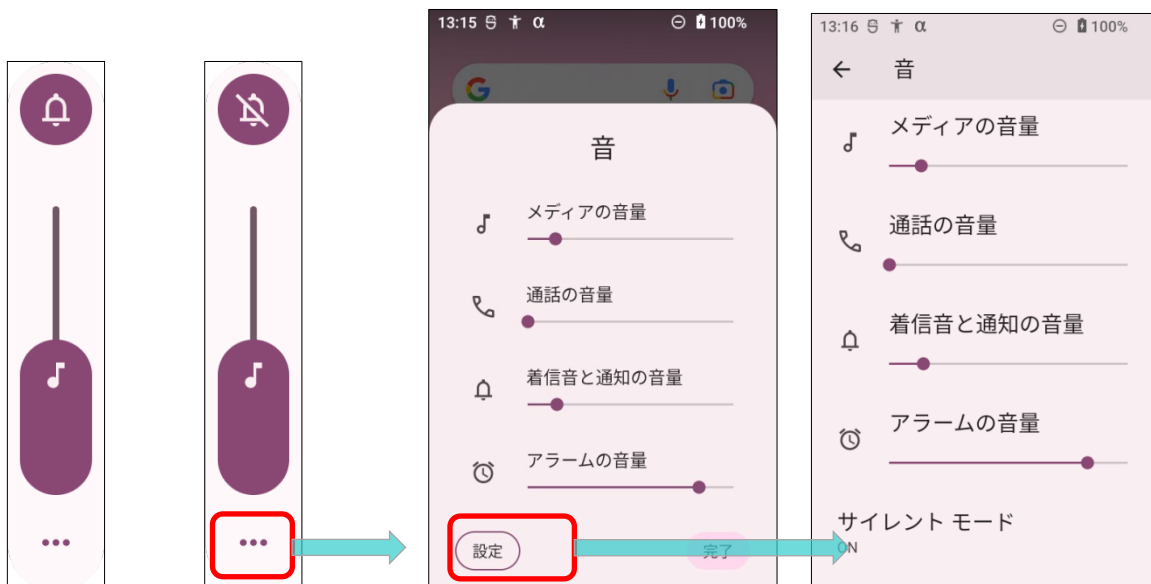 13:15 α 100%
音
メディアの音量
通話の音量
着信音と通知の音量
アラームの音量
設定
完了
13:16 α 100%
音
メディアの音量
通話の音量
着信音と通知の音量
アラームの音量
サイレント モード
ON